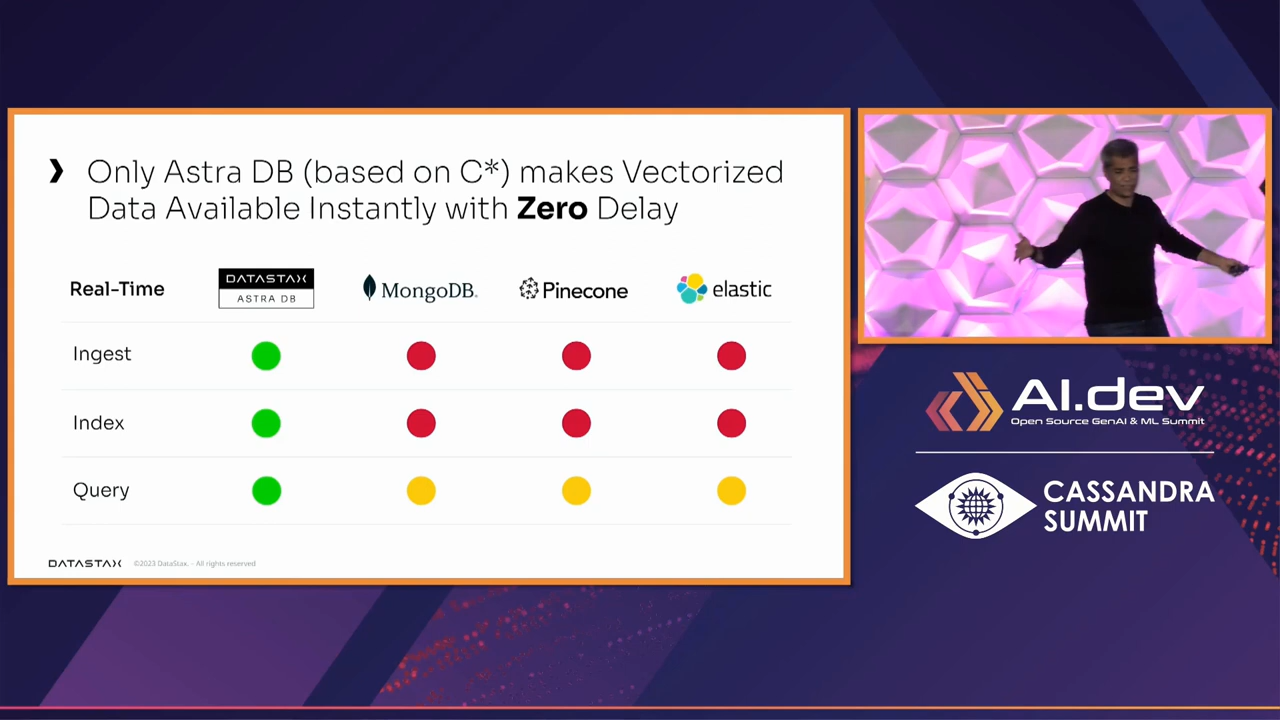 Only Astra DB (based on C*) makes Vectorized
Data Available Instantly with Zero Delay
Real-Time
DATASTAX
ASTRA DB
MongoDB.
Pinecone
elastic
Ingest
Index
Query
DATASTAX
©2023 DataStax. - All rights reserved
AI.dev
Open Source GenAI & ML Summit
CASSANDRA
SUMMIT